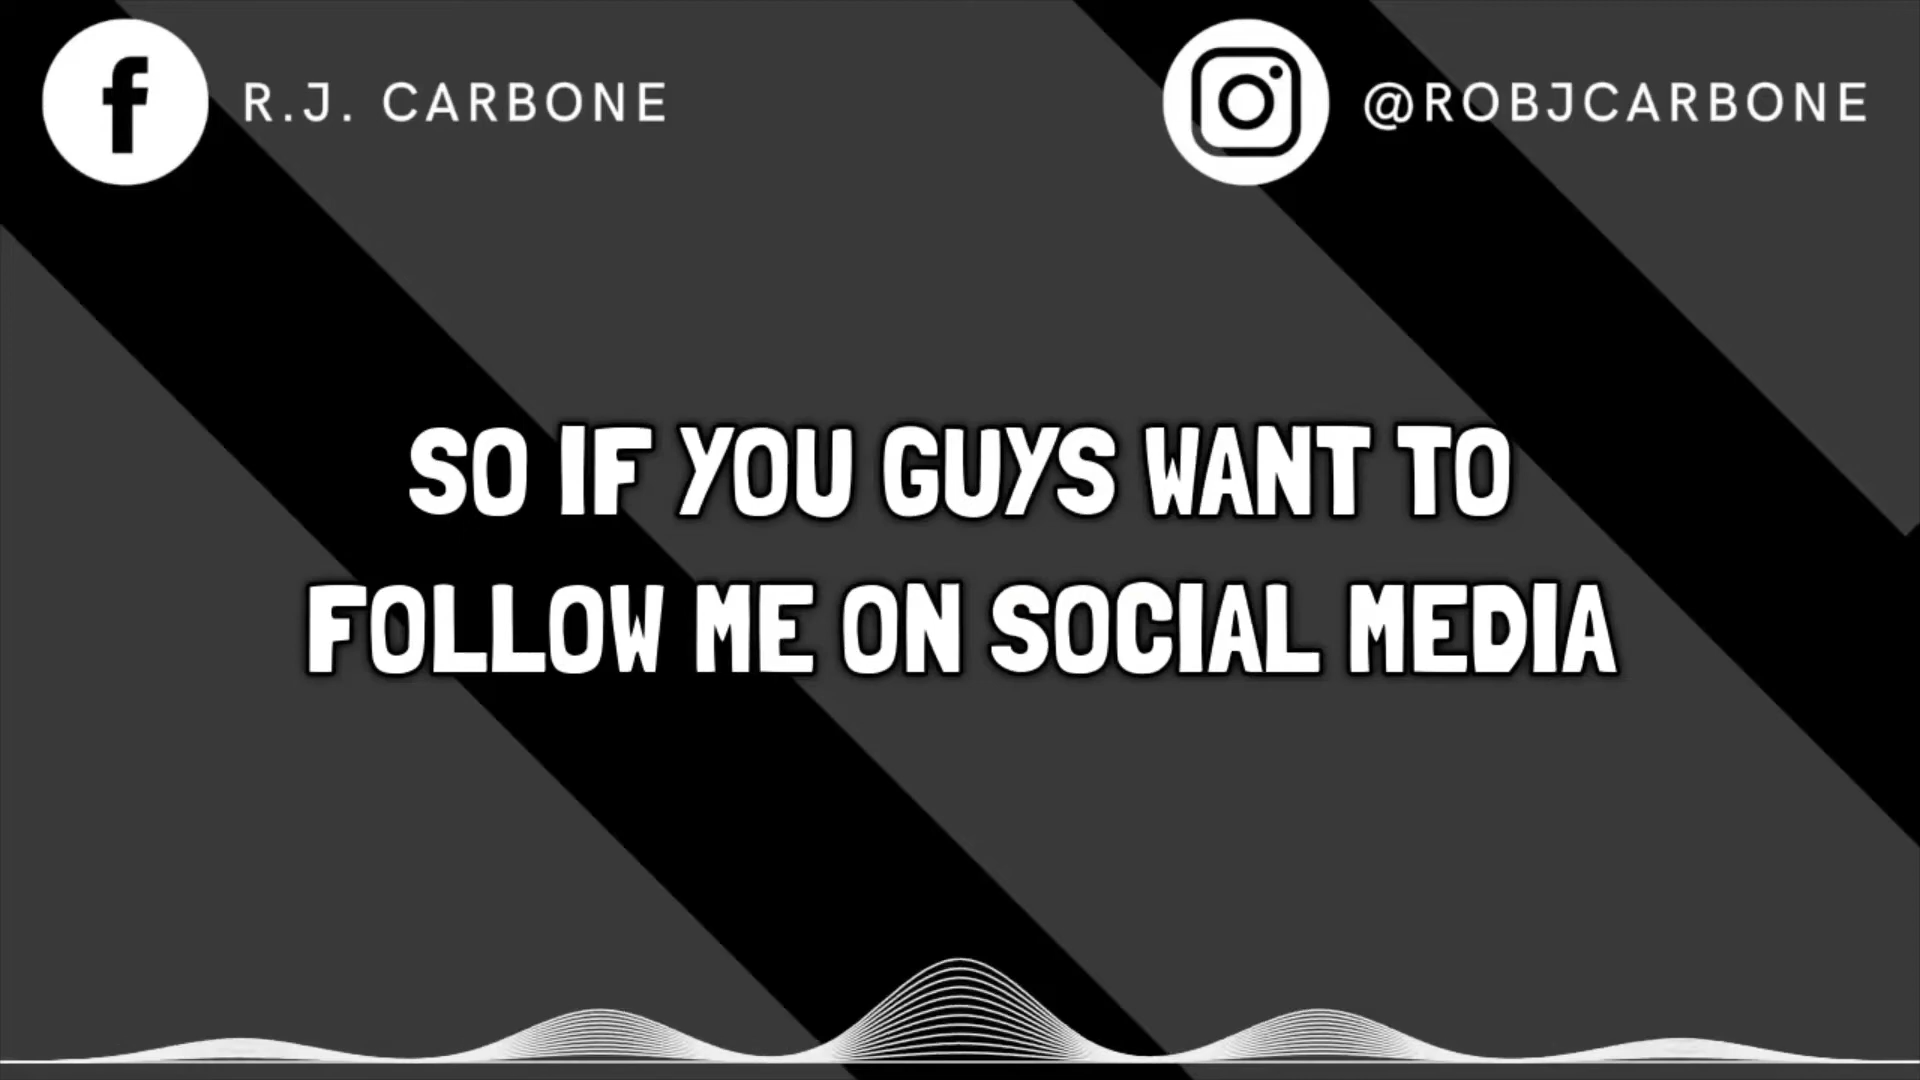 R.J. CARBONE
@ROBJCARBONE
SO IF YOU GUYS WANT TO
FOLLOW ME ON SOCIAL MEDIA